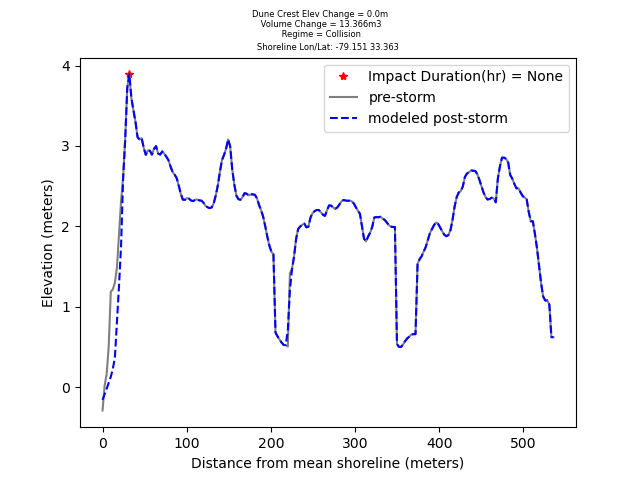 Dune Crest Elev Change = 0.0m
Volume Change = 13.366m3
Regime = Collision
Shoreline Lon/Lat: -79.151 33.363
Impact Duration(hr) = None
pre-storm
modeled post-storm
4
3
2
1
0
Elevation (meters)
0 100 200 300 400 500
Distance from mean shoreline (meters)